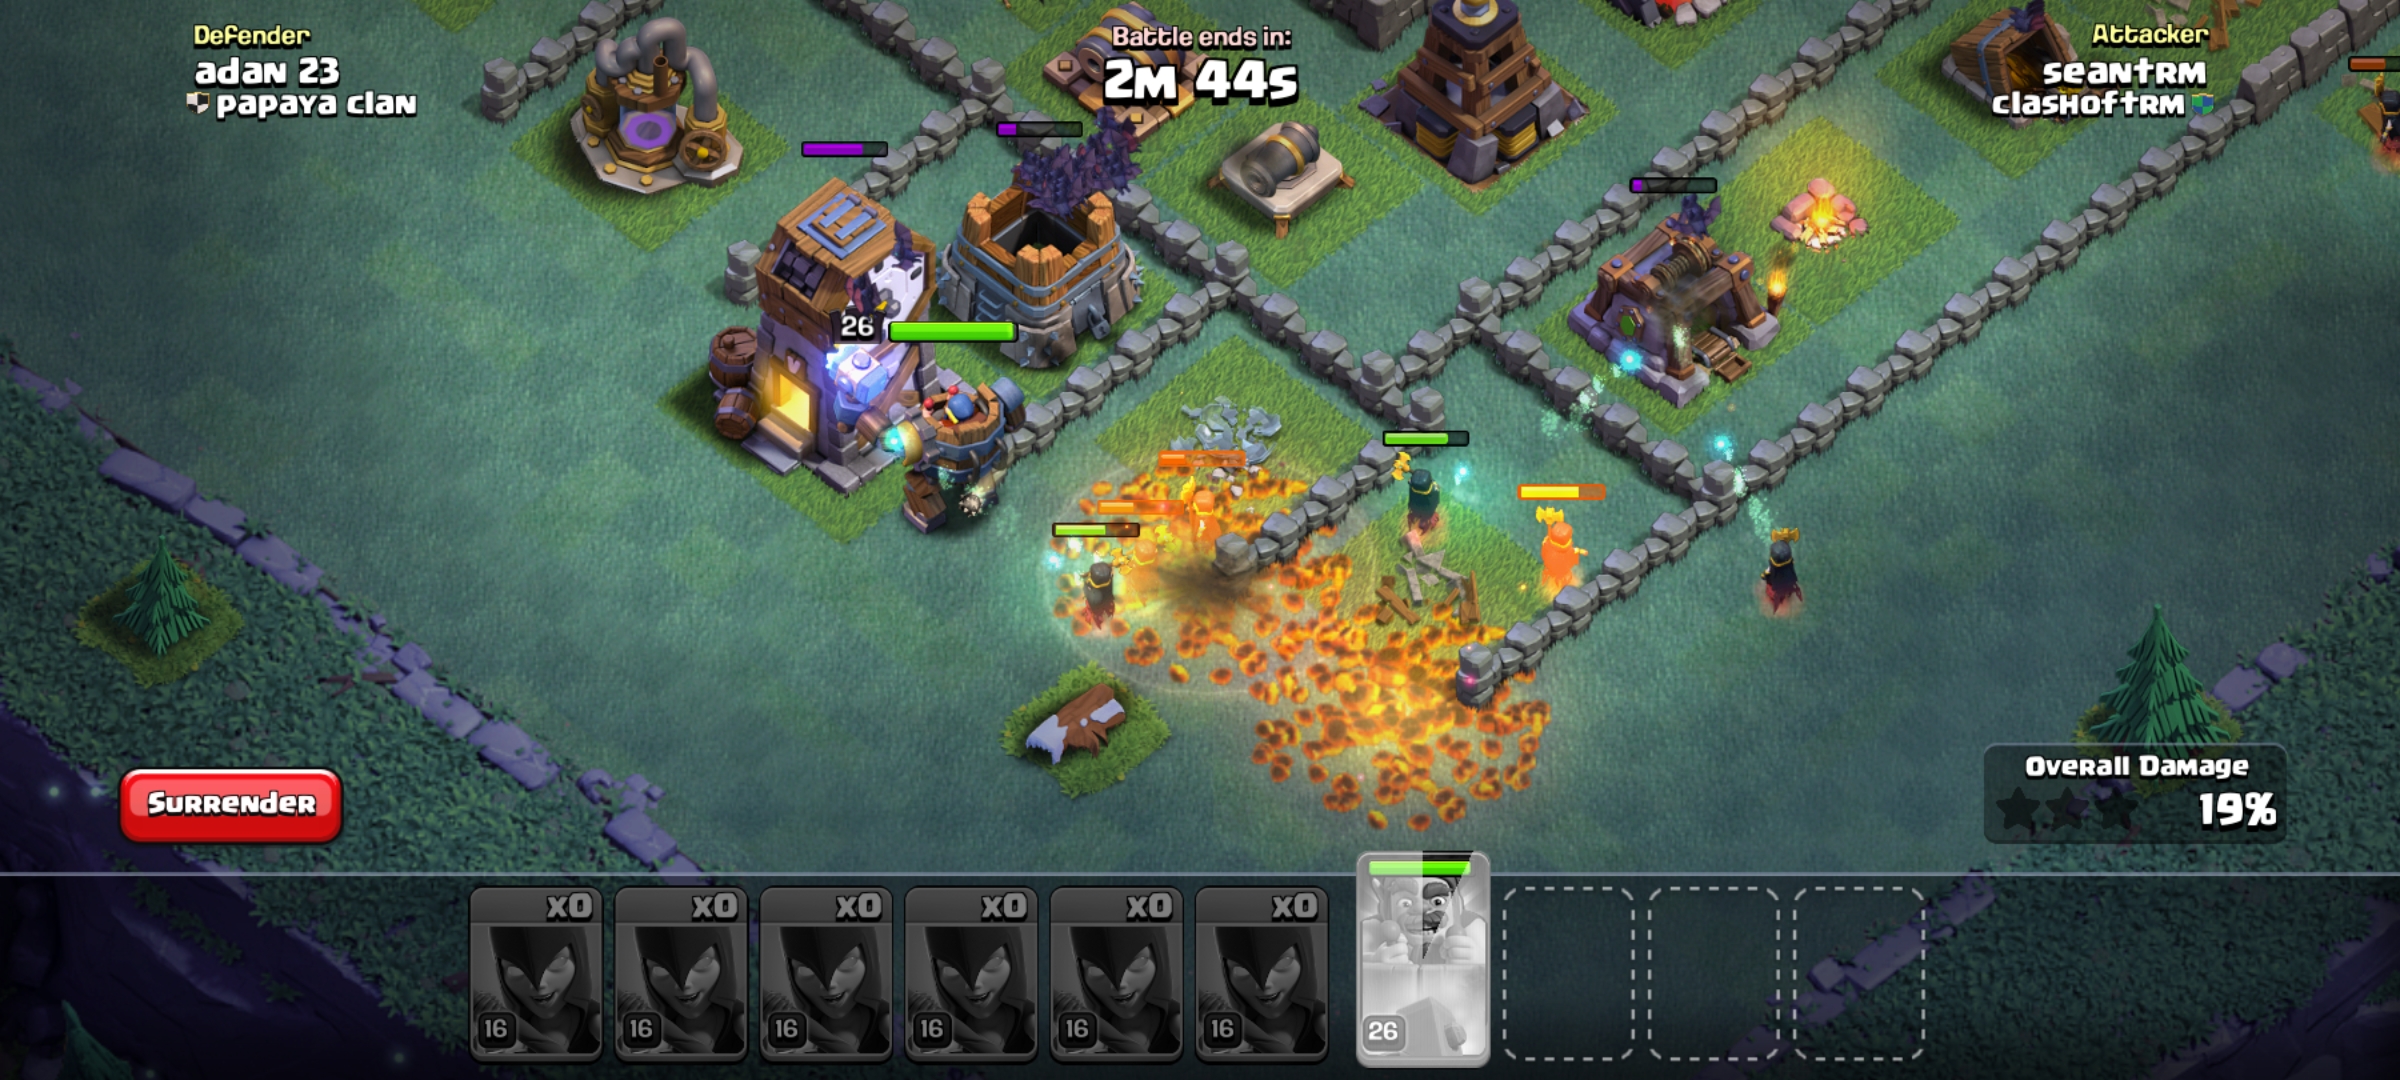 Defender
adan 23
papaya clan
Battle ends in:
2m 44s
Attacker
seantrm
clashoftrm
26
Surrender
Overall Damage
19%
x0
x0
x0
x0
x0
x0
16
16
16
16
16
16
26